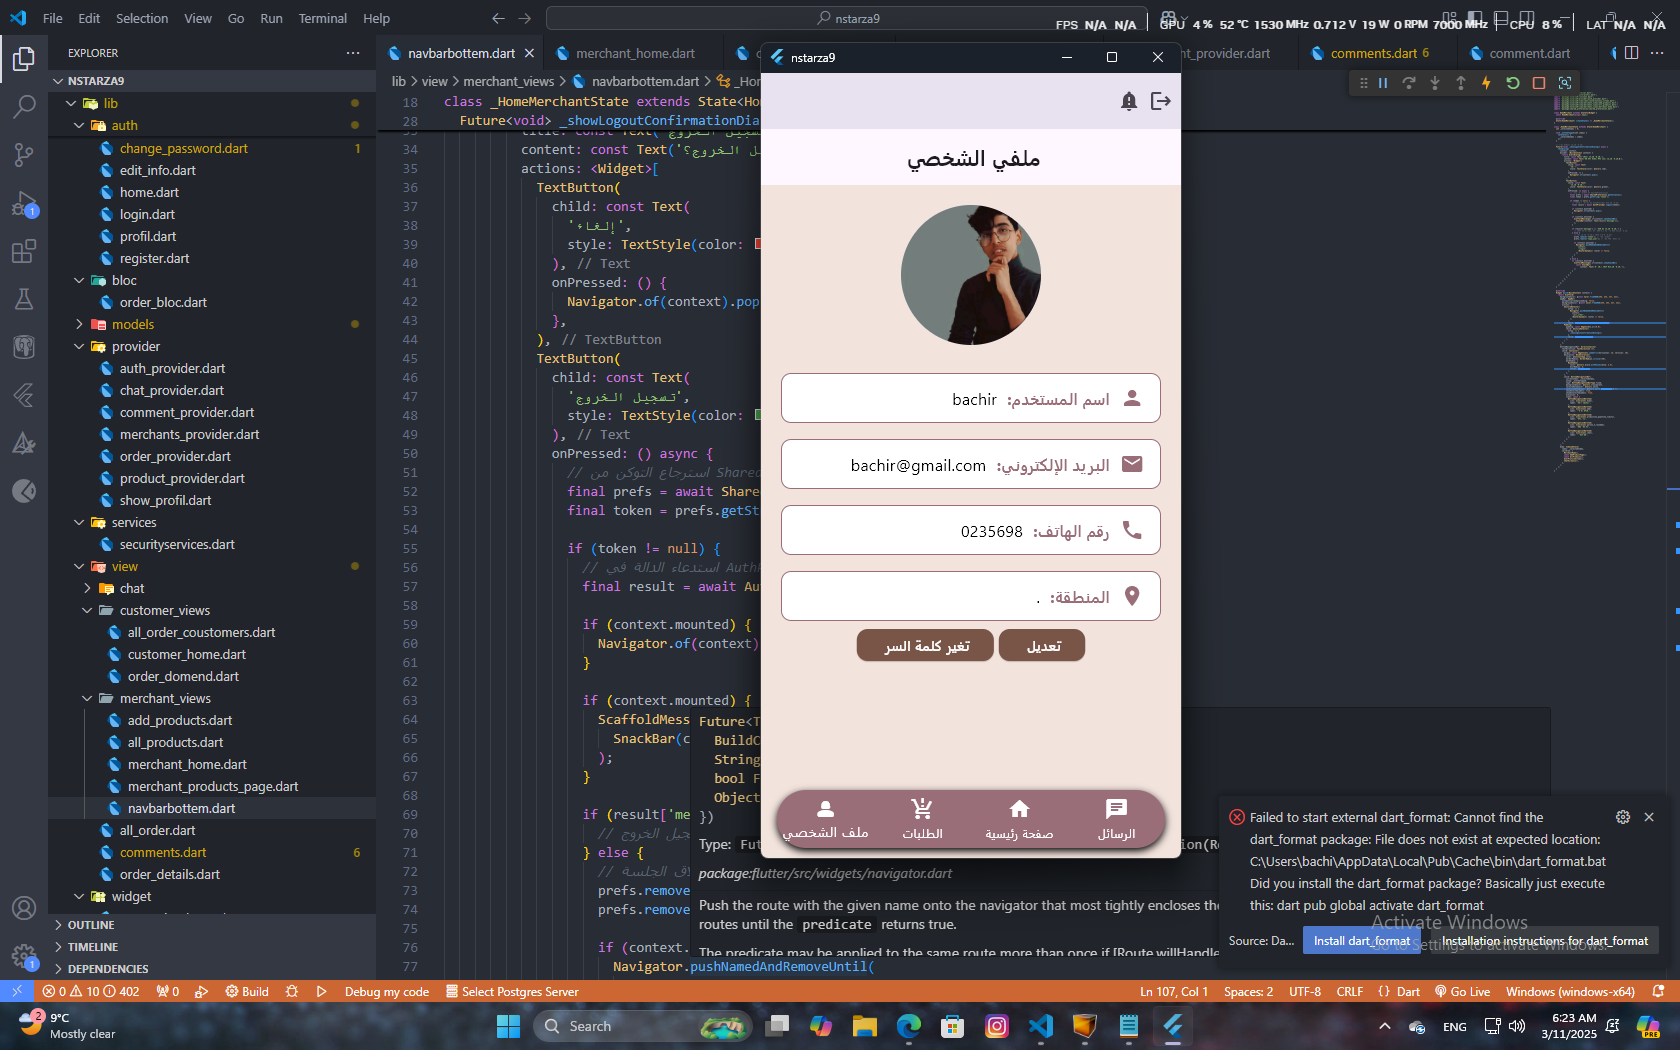 File Edit Selection View Go Run Terminal Help
nstarza9
FPS N/A N/A
GPU 4 % 52 °C 1530 MHz 0.712 V 19 W 0 RPM 7000 MHz CPU 8 % LAT N/A N/A
EXPLORER
NSTARZA9
lib
auth
change_password.dart 1
edit_info.dart
home.dart
login.dart
profil.dart
register.dart
bloc
order_bloc.dart
models
provider
auth_provider.dart
chat_provider.dart
comment_provider.dart
merchants_provider.dart
order_provider.dart
product_provider.dart
show_profil.dart
services
securityservices.dart
view
chat
customer_views
all_order_coustomers.dart
customer_home.dart
order_domend.dart
merchant_views
add_products.dart
all_products.dart
merchant_home.dart
merchant_products_page.dart
navbarbottem.dart
all_order.dart
comments.dart 6
order_details.dart
widget
OUTLINE
TIMELINE
DEPENDENCIES
navbarbottem.dart merchant_home.dart
nt_provider.dart comments.dart 6 comment.dart
lib > view > merchant_views > navbarbottem.dart > _Hom
18 class _HomeMerchantState extends State<Hom
28 Future<void> _showLogoutConfirmationDia
34 content: const Text(
35 actions: <Widget>[
36 TextButton(
37 child: const Text(
38 'إلغاء',
39 style: TextStyle(color:
40 ), // Text
41 onPressed: () {
42 Navigator.of(context).pop
43 },
44 ), // TextButton
45 TextButton(
46 child: const Text(
47 'تسجيل الخروج',
48 style: TextStyle(color:
49 ), // Text
50 onPressed: () async {
51 // استرجاع التوكن من Shared
52 final prefs = await Share
53 final token = prefs.getSt
54
55 if (token != null) {
56 // استدعاء الدالة في Auth
57 final result = await Au
58
59 if (context.mounted) {
60 Navigator.of(context)
61 }
62
63 if (context.mounted) {
64 ScaffoldMess
65 SnackBar(c
66 );
67 }
68
69 if (result['me
70 //
71 } else {
72 //
73 prefs.remove
74 prefs.remove
75
76 if (context.
77 Navigator.pushNamedAndRemoveUntil(
Future<T
BuildC
String
bool F
Object
})
Type: Fut
package:flutter/src/widgets/navigator.dart
Push the route with the given name onto the navigator that most tightly encloses the
routes until the predicate returns true.
The predicate may be applied to the same route more than once if [Route.willHandle
nstarza9
ملفي الشخصي
اسم المستخدم: bachir
البريد الإلكتروني: bachir@gmail.com
رقم الهاتف: 0235698
المنطقة: .
تعديل
تغير كلمة السر
الرسائل
صفحة رئيسية
الطلبات
ملف الشخصي
Failed to start external dart_format: Cannot find the
dart_format package: File does not exist at expected location:
C:\Users\bachi\AppData\Local\Pub\Cache\bin\dart_format.bat
Did you install the dart_format package? Basically just execute
this: dart pub global activate dart_format
Source: Da... Install dart_format Installation instructions for dart_format
Activate Windows
Go to Settings to activate Windows.
0 10 402 0 Build Debug my code Select Postgres Server
Ln 107, Col 1 Spaces: 2 UTF-8 CRLF {} Dart Go Live Windows (windows-x64)
2 9°C
Mostly clear
Search
ENG
6:23 AM
3/11/2025
PRE